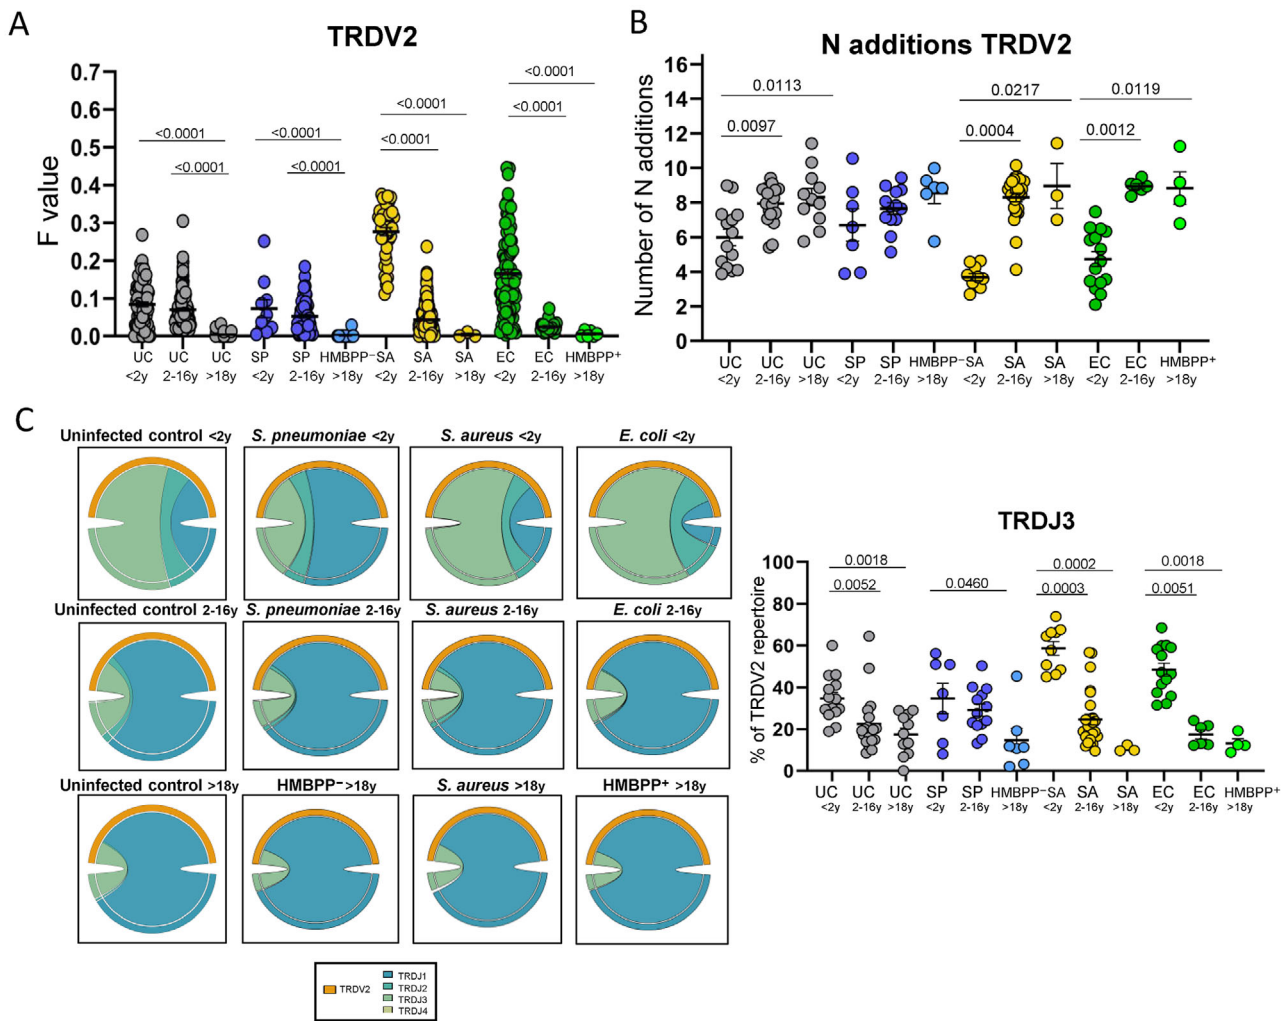 A
TRDV2
F value
0.7
0.6
0.5
0.4
0.3
0.2
0.1
0.0
<0.0001
<0.0001
<0.0001
<0.0001
<0.0001
<0.0001
<0.0001
<0.0001
UC UC UC SP SP HMBPP⁻ SA SA SA EC EC HMBPP⁺
<2y 2-16y >18y <2y 2-16y >18y <2y 2-16y >18y <2y 2-16y >18y
B
N additions TRDV2
Number of N additions
16
14
12
10
8
6
4
2
0
0.0113
0.0097
0.0217
0.0004
0.0119
0.0012
UC UC UC SP SP HMBPP⁻SA SA SA EC EC HMBPP⁺
<2y 2-16y >18y <2y 2-16y >18y <2y 2-16y >18y <2y 2-16y >18y
C
Uninfected control <2y S. pneumoniae <2y S. aureus <2y E. coli <2y
Uninfected control 2-16y S. pneumoniae 2-16y S. aureus 2-16y E. coli 2-16y
Uninfected control >18y HMBPP⁻>18y S. aureus >18y HMBPP⁺ >18y
TRDV2
TRDJ1
TRDJ2
TRDJ3
TRDJ4
TRDJ3
% of TRDV2 repertoire
100
80
60
40
20
0
0.0018
0.0052
0.0460
0.0002
0.0003
0.0018
0.0051
UC UC UC SP SP HMBPP⁻SA SA SA EC EC HMBPP⁺
<2y 2-16y >18y <2y 2-16y >18y <2y 2-16y >18y <2y 2-16y >18y